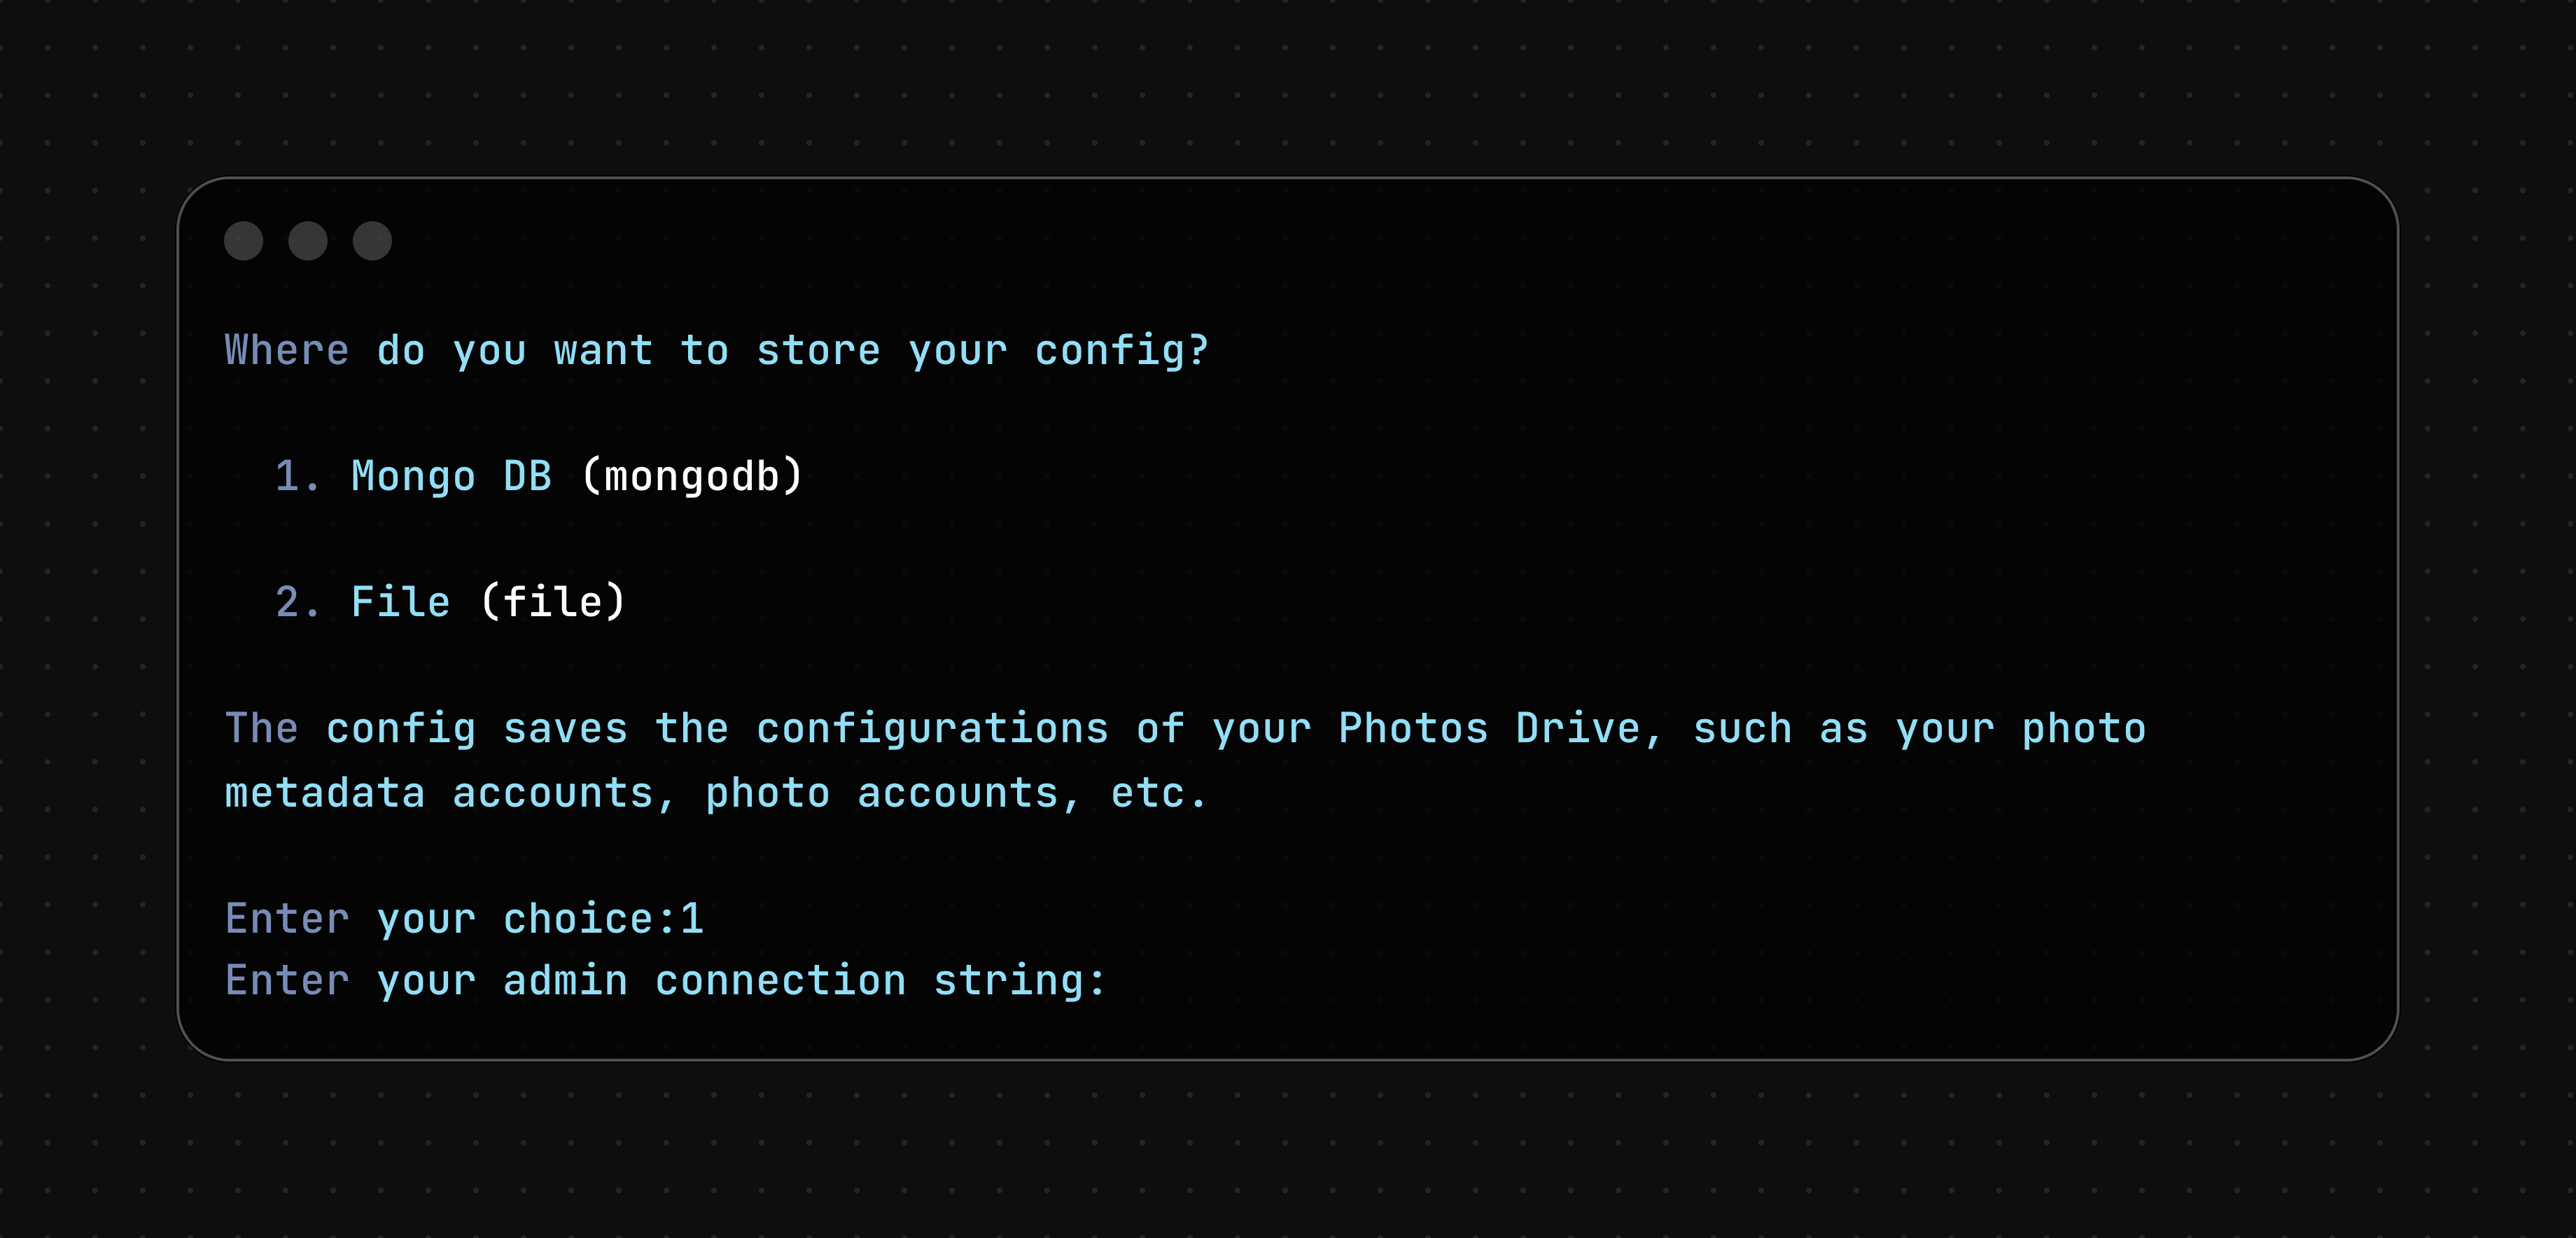 Where do you want to store your config?
1. Mongo DB (mongodb)
2. File (file)
The config saves the configurations of your Photos Drive, such as your photo
metadata accounts, photo accounts, etc.
Enter your choice:1
Enter your admin connection string: